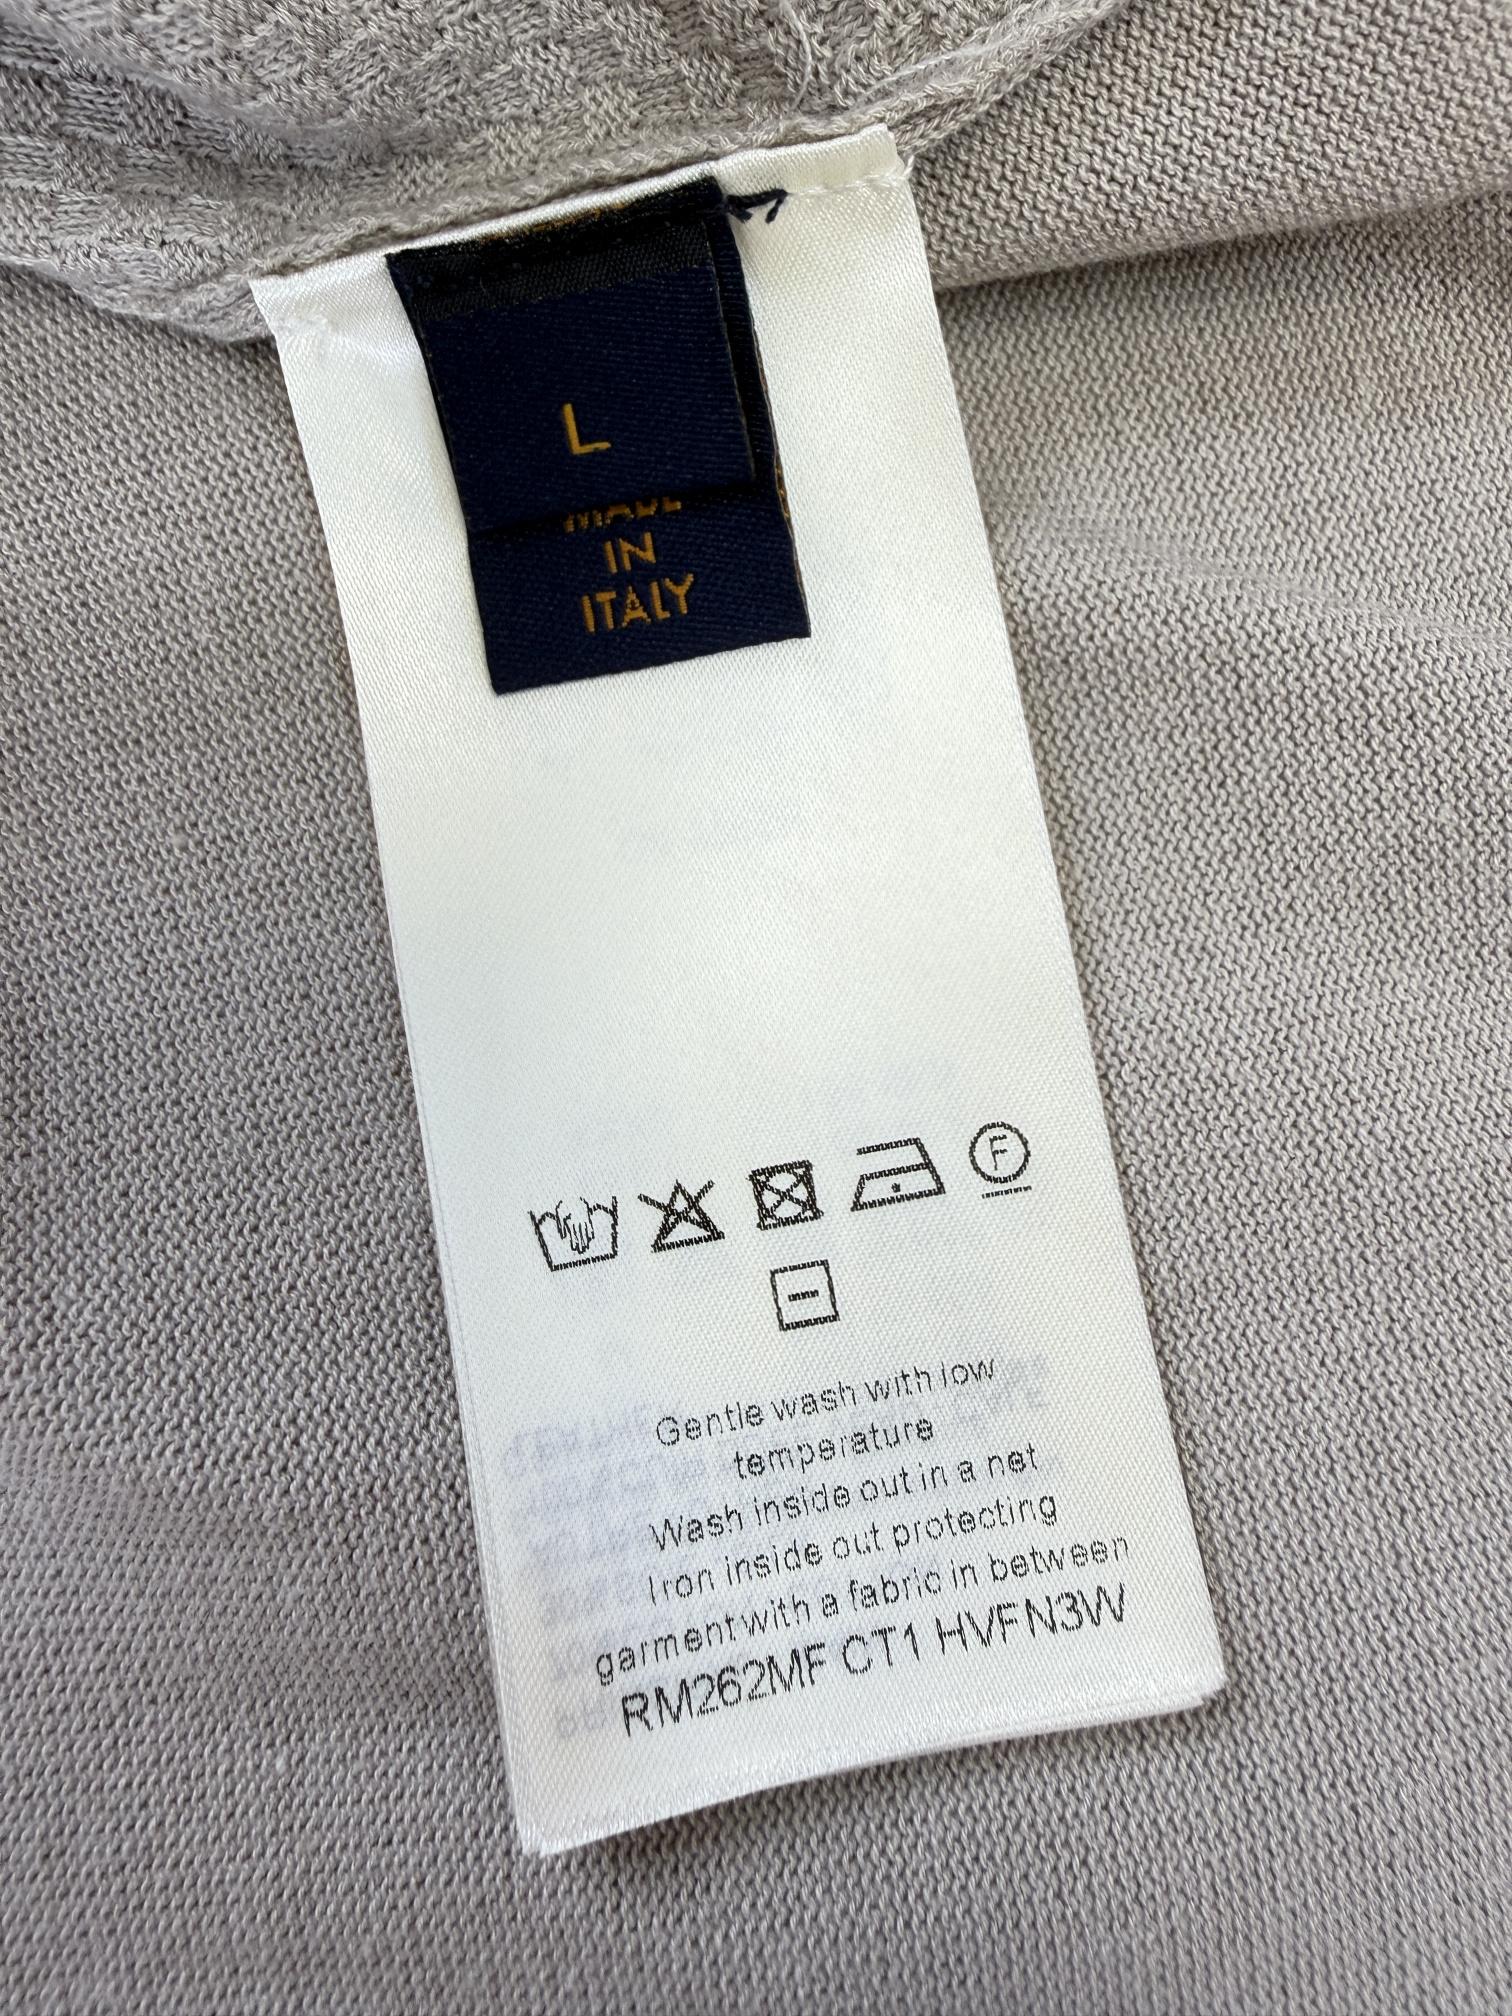 L
MADE
IN
ITALY
F
Gentle wash with low
temperature
Wash inside out in a net
Iron inside out protecting
garment with a fabric in between
RM262MF CT1 HVFN3W